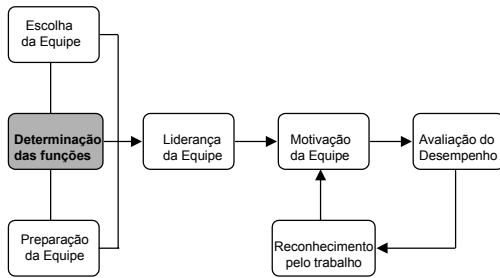 Escolha
da Equipe
Determinação
das funções
Liderança
da Equipe
Motivação
da Equipe
Avaliação do
Desempenho
Preparação
da Equipe
Reconhecimento
pelo trabalho